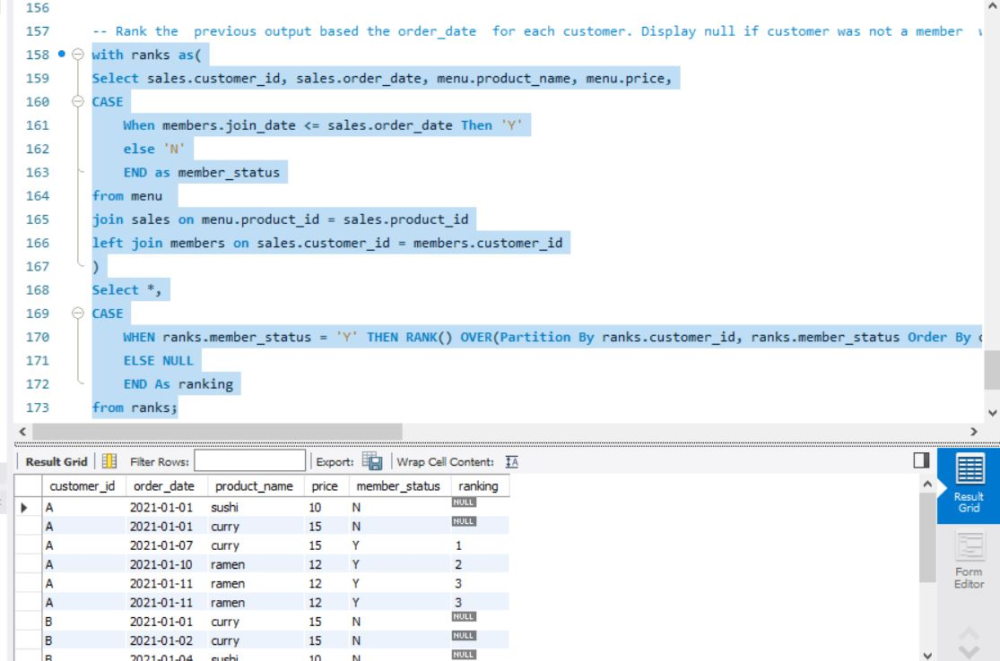 156
157 -- Rank the  previous output based the order_date  for each customer. Display null if customer was not a member
158 with ranks as(
159 Select sales.customer_id, sales.order_date, menu.product_name, menu.price,
160 CASE
161     When members.join_date <= sales.order_date Then 'Y'
162     else 'N'
163     END as member_status
164 from menu
165 join sales on menu.product_id = sales.product_id
166 left join members on sales.customer_id = members.customer_id
167 )
168 Select *,
169 CASE
170     WHEN ranks.member_status = 'Y' THEN RANK() OVER(Partition By ranks.customer_id, ranks.member_status Order By
171     ELSE NULL
172     END As ranking
173 from ranks;
Result Grid Filter Rows: Export: Wrap Cell Content:
customer_id order_date product_name price member_status ranking
A 2021-01-01 sushi 10 N NULL
A 2021-01-01 curry 15 N NULL
A 2021-01-07 curry 15 Y 1
A 2021-01-10 ramen 12 Y 2
A 2021-01-11 ramen 12 Y 3
A 2021-01-11 ramen 12 Y 3
B 2021-01-01 curry 15 N NULL
B 2021-01-02 curry 15 N NULL
B 2021-01-04 sushi 10 N NULL
Result
Grid
Form
Editor